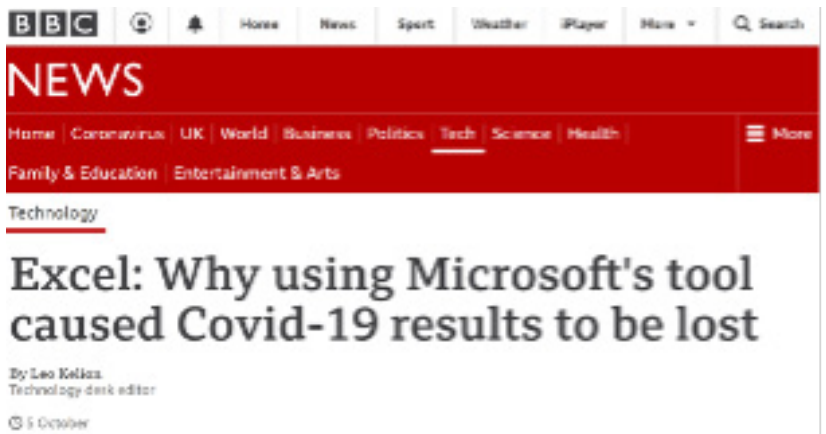 BBC Home News Sport Weather iPlayer More Search
NEWS
Home Coronavirus UK World Business Politics Tech Science Health More
Family & Education Entertainment & Arts
Technology
Excel: Why using Microsoft's tool
caused Covid-19 results to be lost
By Leo Kelion
Technology desk editor
5 October